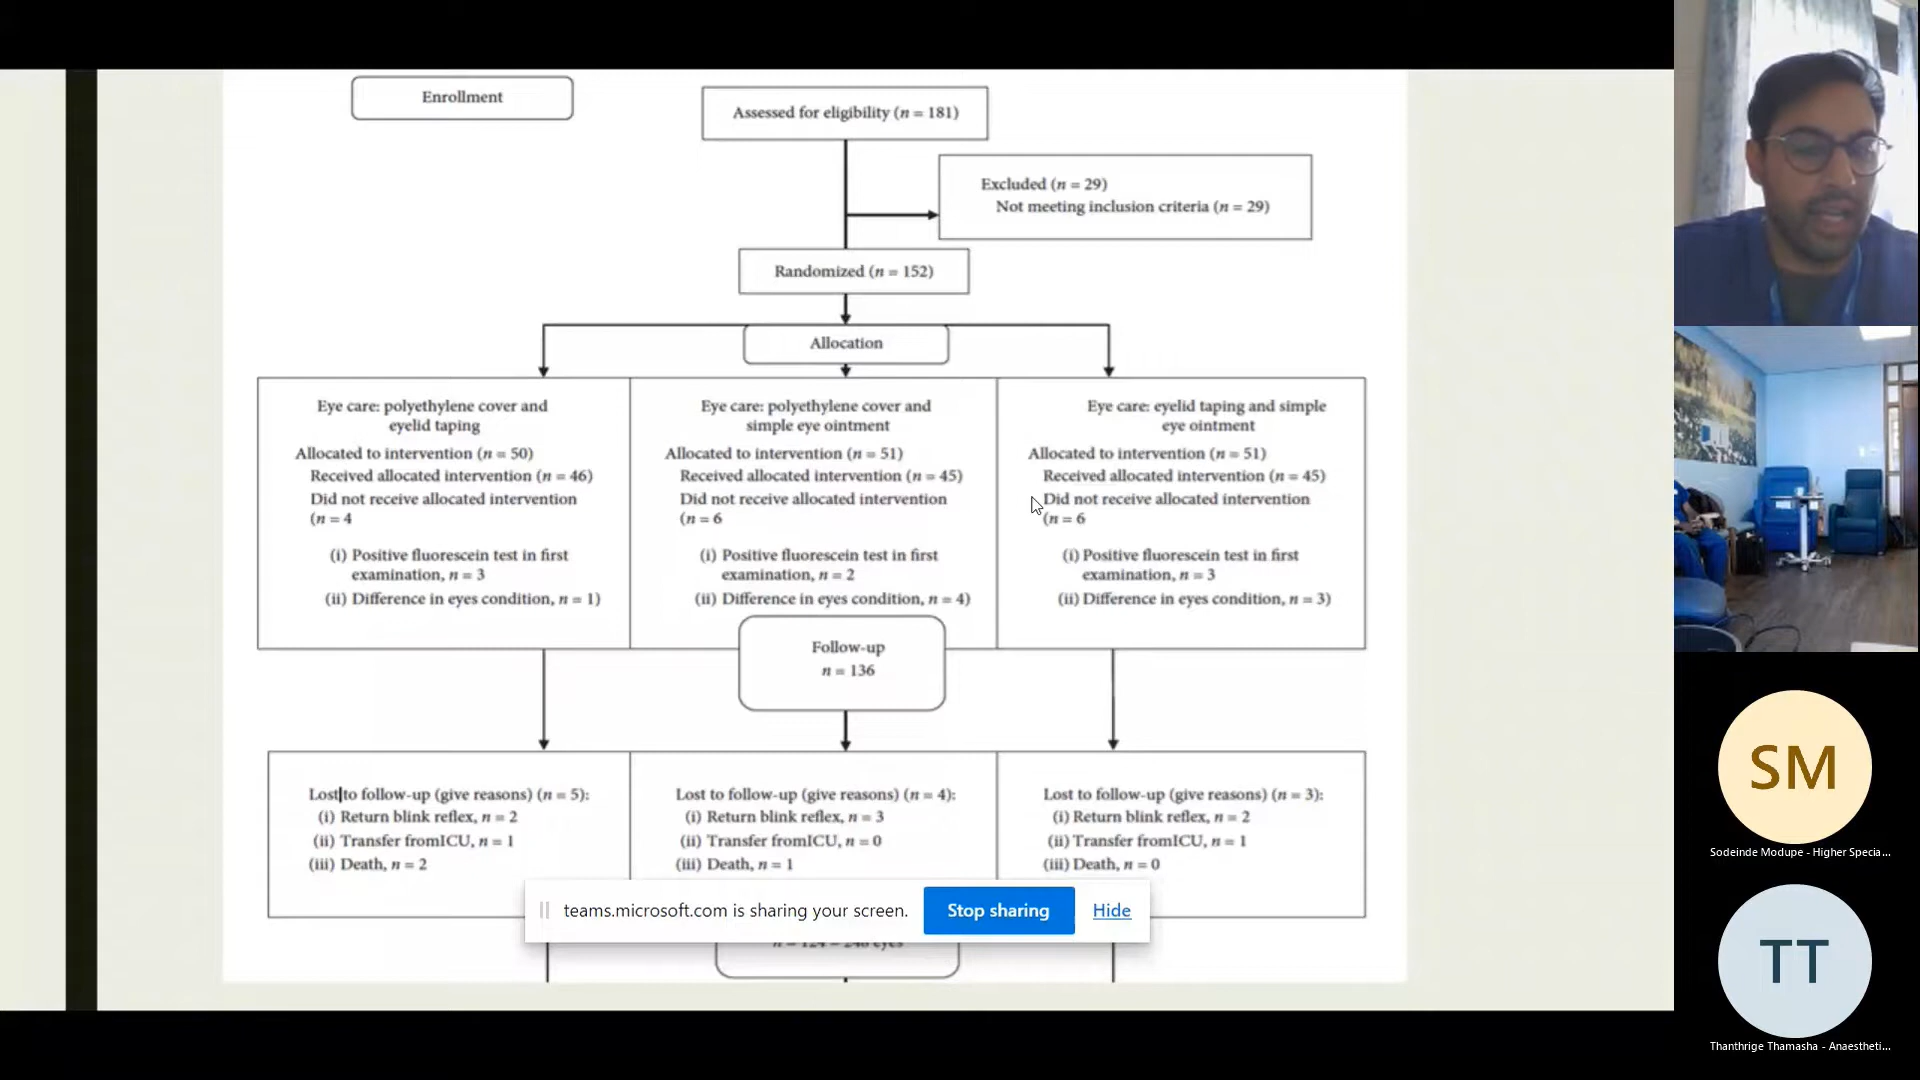 Enrollment
Assessed for eligibility (n = 181)
Excluded (n = 29)
Not meeting inclusion criteria (n = 29)
Randomized (n = 152)
Allocation
Eye care: polyethylene cover and
eyelid taping
Allocated to intervention (n = 50)
Received allocated intervention (n = 46)
Did not receive allocated intervention
(n = 4
(i) Positive fluorescein test in first
examination, n = 3
(ii) Difference in eyes condition, n = 1)
Eye care: polyethylene cover and
simple eye ointment
Allocated to intervention (n = 51)
Received allocated intervention (n = 45)
Did not receive allocated intervention
(n = 6
(i) Positive fluorescein test in first
examination, n = 2
(ii) Difference in eyes condition, n = 4)
Eye care: eyelid taping and simple
eye ointment
Allocated to intervention (n = 51)
Received allocated intervention (n = 45)
Did not receive allocated intervention
(n = 6
(i) Positive fluorescein test in first
examination, n = 3
(ii) Difference in eyes condition, n = 3)
Follow-up
n = 136
Lost to follow-up (give reasons) (n = 5):
(i) Return blink reflex, n = 2
(ii) Transfer fromICU, n = 1
(iii) Death, n = 2
Lost to follow-up (give reasons) (n = 4):
(i) Return blink reflex, n = 3
(ii) Transfer fromICU, n = 0
(iii) Death, n = 1
Lost to follow-up (give reasons) (n = 3):
(i) Return blink reflex, n = 2
(ii) Transfer fromICU, n = 1
(iii) Death, n = 0
teams.microsoft.com is sharing your screen.
Stop sharing
Hide
SM
Sodeinde Modupe - Higher Specia...
TT
Thanthrige Thamasha - Anaestheti...